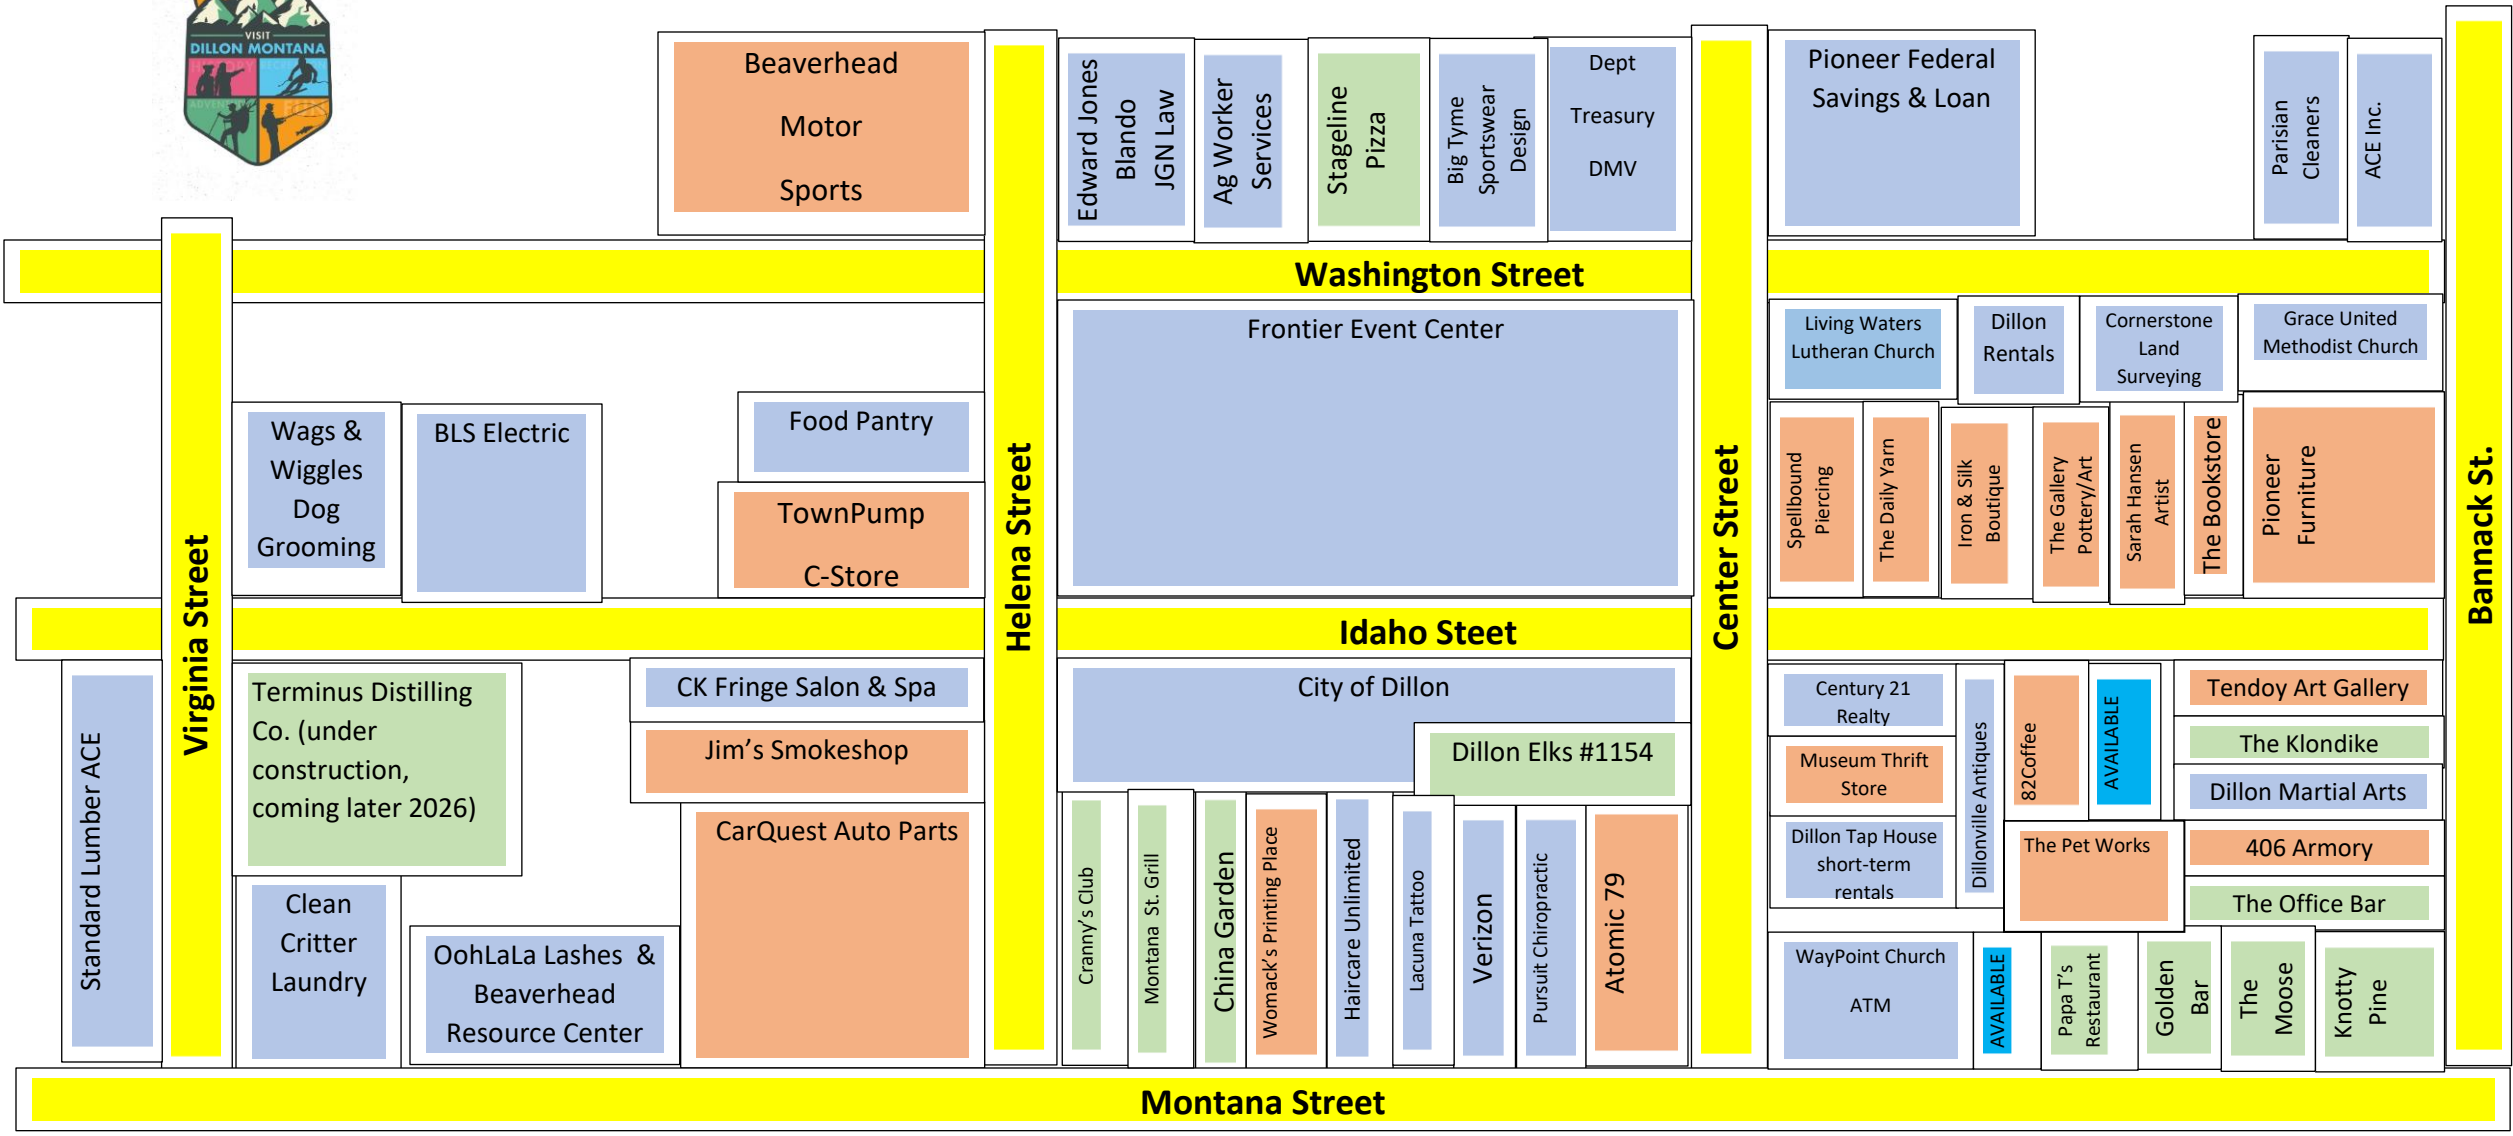 VISIT
DILLON MONTANA
HISTORY
ADVENTURE
Beaverhead
Motor
Sports
Edward Jones
Blando
JGN Law
Ag Worker
Services
Stageline
Pizza
Big Tyme
Sportswear
Design
Dept
Treasury
DMV
Pioneer Federal
Savings & Loan
Parisian
Cleaners
ACE Inc.
Washington Street
Virginia Street
Helena Street
Center Street
Bannack St.
Wags &
Wiggles
Dog
Grooming
BLS Electric
Food Pantry
TownPump
C-Store
Frontier Event Center
Living Waters
Lutheran Church
Dillon
Rentals
Cornerstone
Land
Surveying
Grace United
Methodist Church
Spellbound
Piercing
The Daily Yarn
Iron & Silk
Boutique
The Gallery
Pottery/Art
Sarah Hansen
Artist
The Bookstore
Pioneer
Furniture
Idaho Steet
Standard Lumber ACE
Terminus Distilling
Co. (under
construction,
coming later 2026)
Clean
Critter
Laundry
OohLaLa Lashes &
Beaverhead
Resource Center
CK Fringe Salon & Spa
Jim's Smokeshop
CarQuest Auto Parts
City of Dillon
Dillon Elks #1154
Cranny's Club
Montana St. Grill
China Garden
Womack's Printing Place
Haircare Unlimited
Lacuna Tattoo
Verizon
Pursuit Chiropractic
Atomic 79
Century 21
Realty
Museum Thrift
Store
Dillon Tap House
short-term
rentals
Dillonville Antiques
82Coffee
AVAILABLE
The Pet Works
Tendoy Art Gallery
The Klondike
Dillon Martial Arts
406 Armory
The Office Bar
WayPoint Church
ATM
AVAILABLE
Papa T's
Restaurant
Golden
Bar
The
Moose
Knotty
Pine
Montana Street